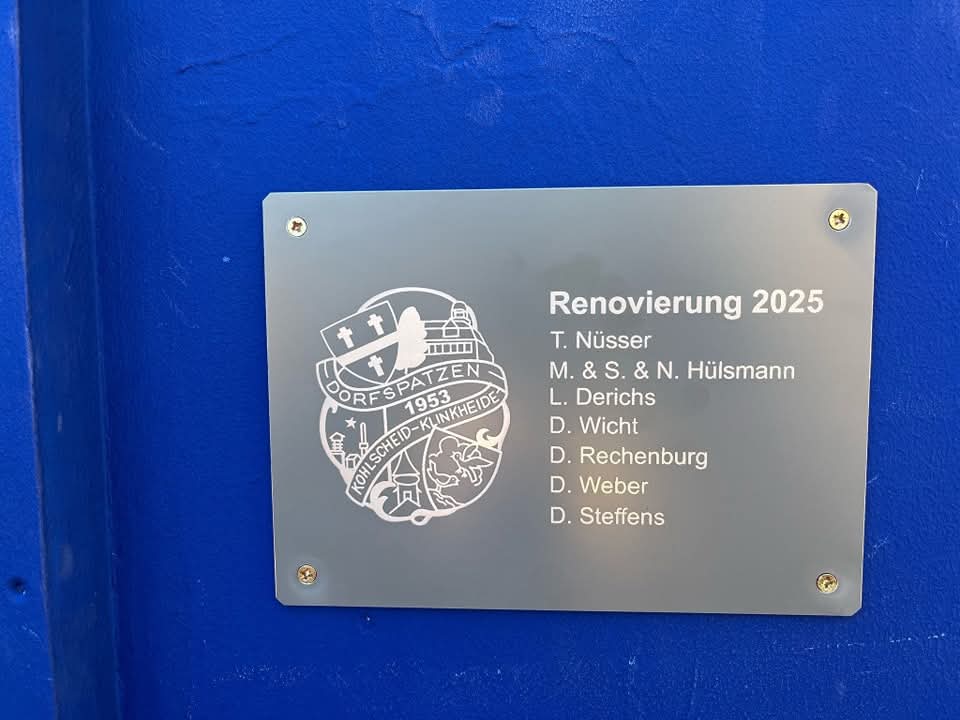 DORFSPATZEN
1953
KOHLSCHEID-KLINKHEIDE
Renovierung 2025
T. Nüsser
M. & S. & N. Hülsmann
L. Derichs
D. Wicht
D. Rechenburg
D. Weber
D. Steffens